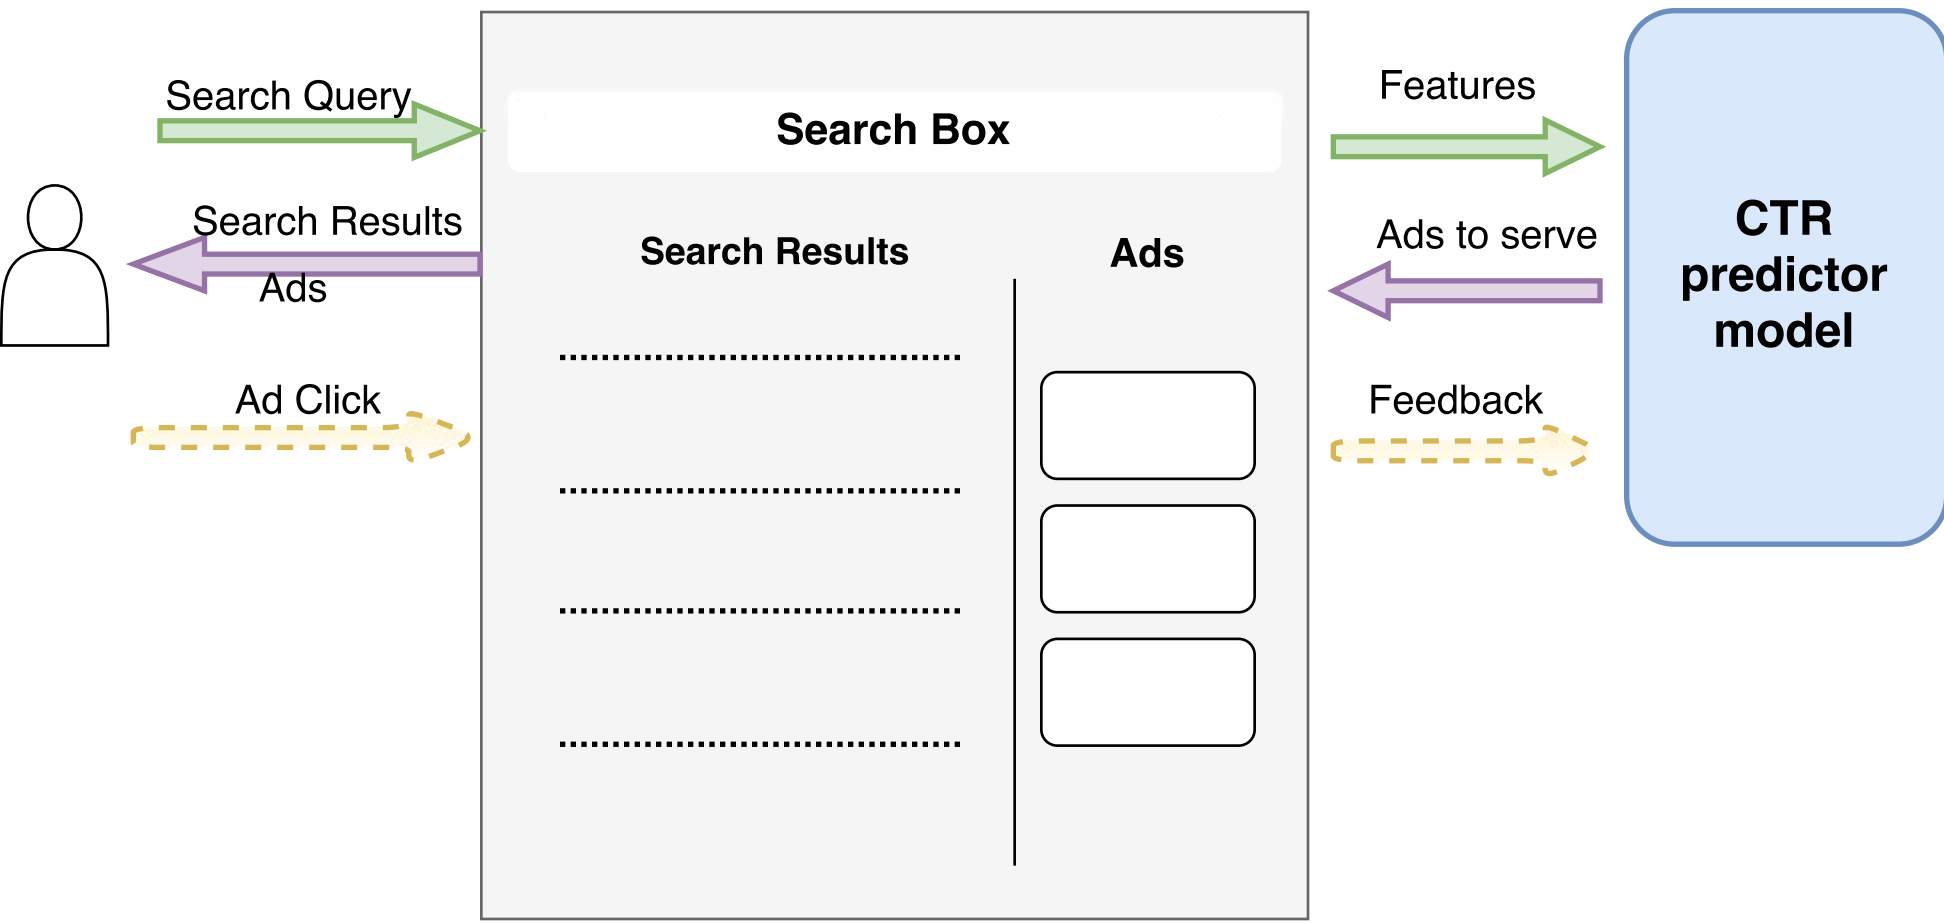 Search Query
Search Results
Ads
Ad Click
Search Box
Search Results
Ads
Features
Ads to serve
Feedback
CTR
predictor
model